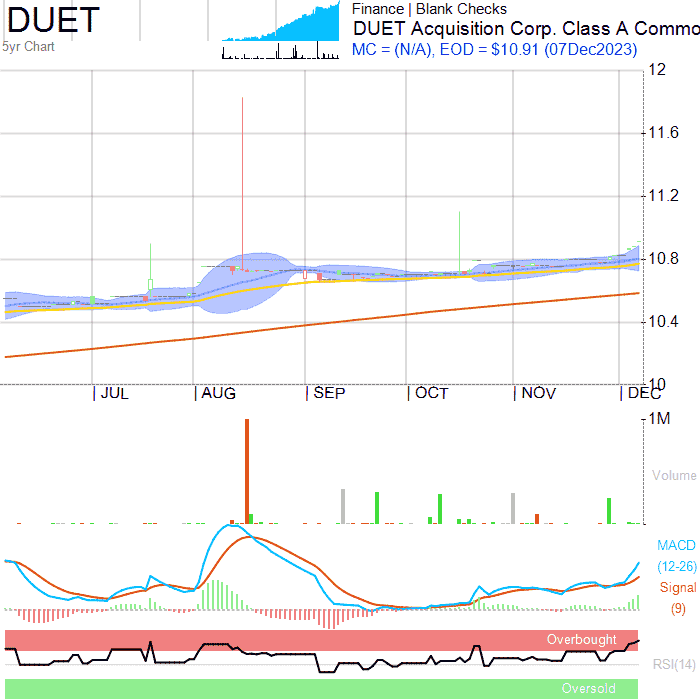 DUET
5yr Chart
Finance | Blank Checks
DUET Acquisition Corp. Class A Commo
MC = (N/A), EOD = $10.91 (07Dec2023)
12
11.6
11.2
10.8
10.4
10
JUL
AUG
SEP
OCT
NOV
DEC
1M
Volume
MACD
(12-26)
Signal
(9)
Overbought
RSI(14)
Oversold